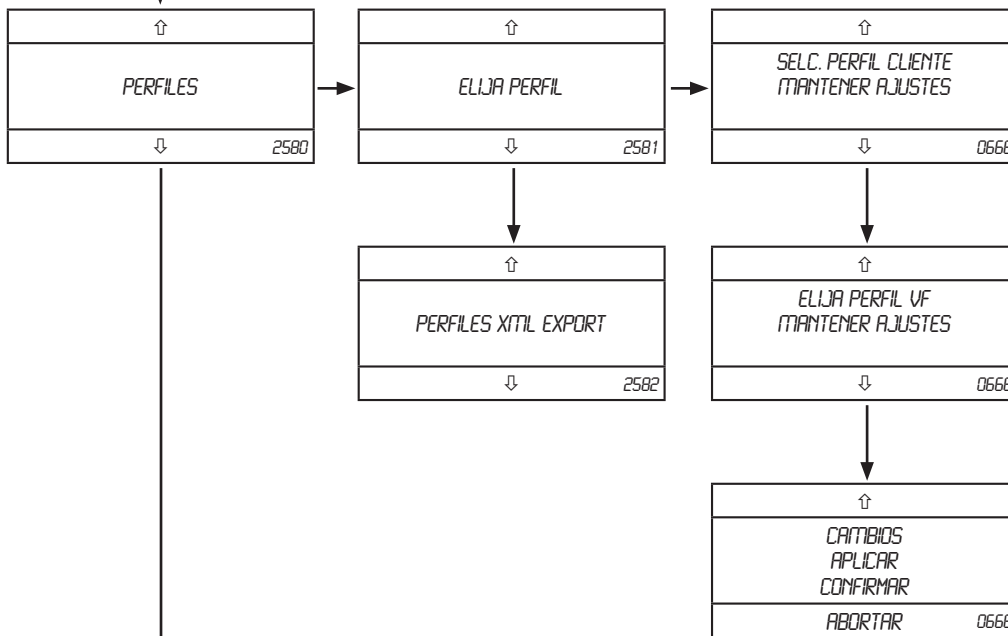 PERFILES
2580
ELIJA PERFIL
2581
SELC. PERFIL CLIENTE
MANTENER AJUSTES
PERFILES XML EXPORT
2582
ELIJA PERFIL VF
MANTENER AJUSTES
CAMBIOS
APLICAR
CONFIRMAR
ABORTAR